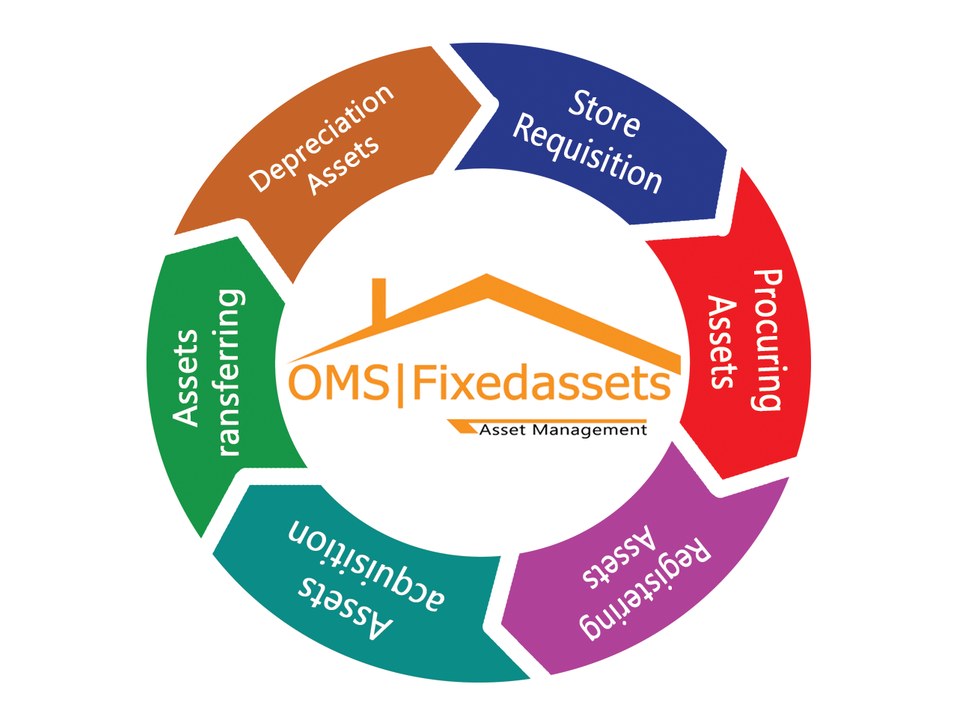 Store
Requisition
Procuring
Assets
Registering
Assets
Assets
acquisition
Assets
ransferring
Depreciation
Assets
OMS|Fixedassets
Asset Management